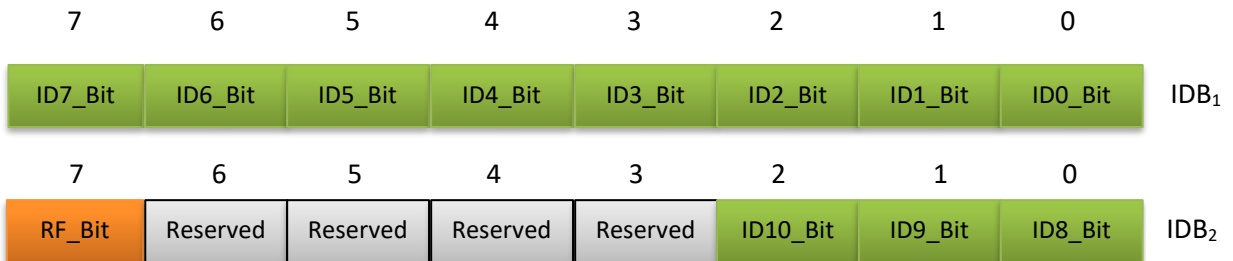 7 6 5 4 3 2 1 0
ID7_Bit ID6_Bit ID5_Bit ID4_Bit ID3_Bit ID2_Bit ID1_Bit ID0_Bit IDB₁
7 6 5 4 3 2 1 0
RF_Bit Reserved Reserved Reserved Reserved ID10_Bit ID9_Bit ID8_Bit IDB₂